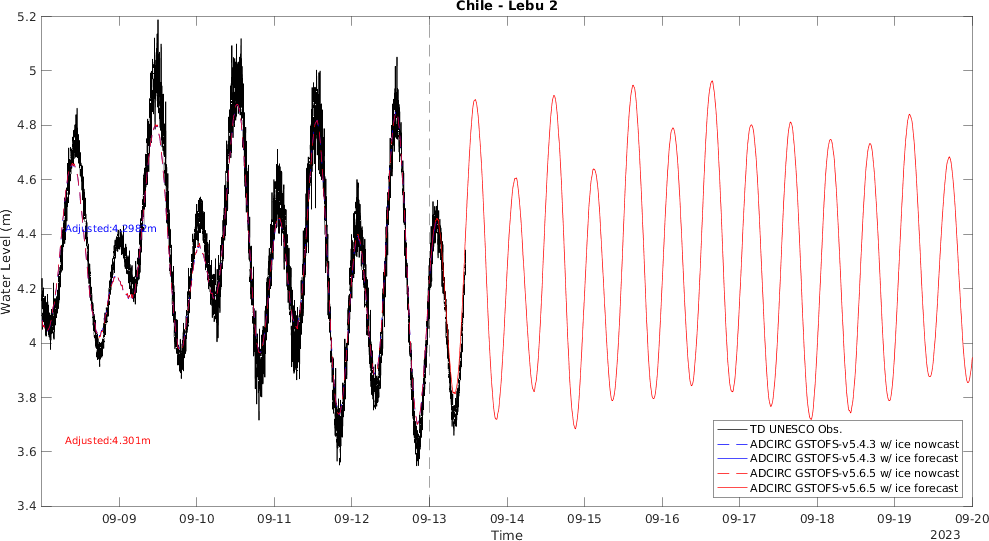 Chile - Lebu 2
5.2
5
4.8
4.6
4.4
4.2
4
3.8
3.6
3.4
Water Level (m)
Adjusted:4.2982m
Adjusted:4.301m
TD UNESCO Obs.
ADCIRC GSTOFS-v5.4.3 w/ ice nowcast
ADCIRC GSTOFS-v5.4.3 w/ ice forecast
ADCIRC GSTOFS-v5.6.5 w/ ice nowcast
ADCIRC GSTOFS-v5.6.5 w/ ice forecast
09-09 09-10 09-11 09-12 09-13 09-14 09-15 09-16 09-17 09-18 09-19 09-20
Time
2023